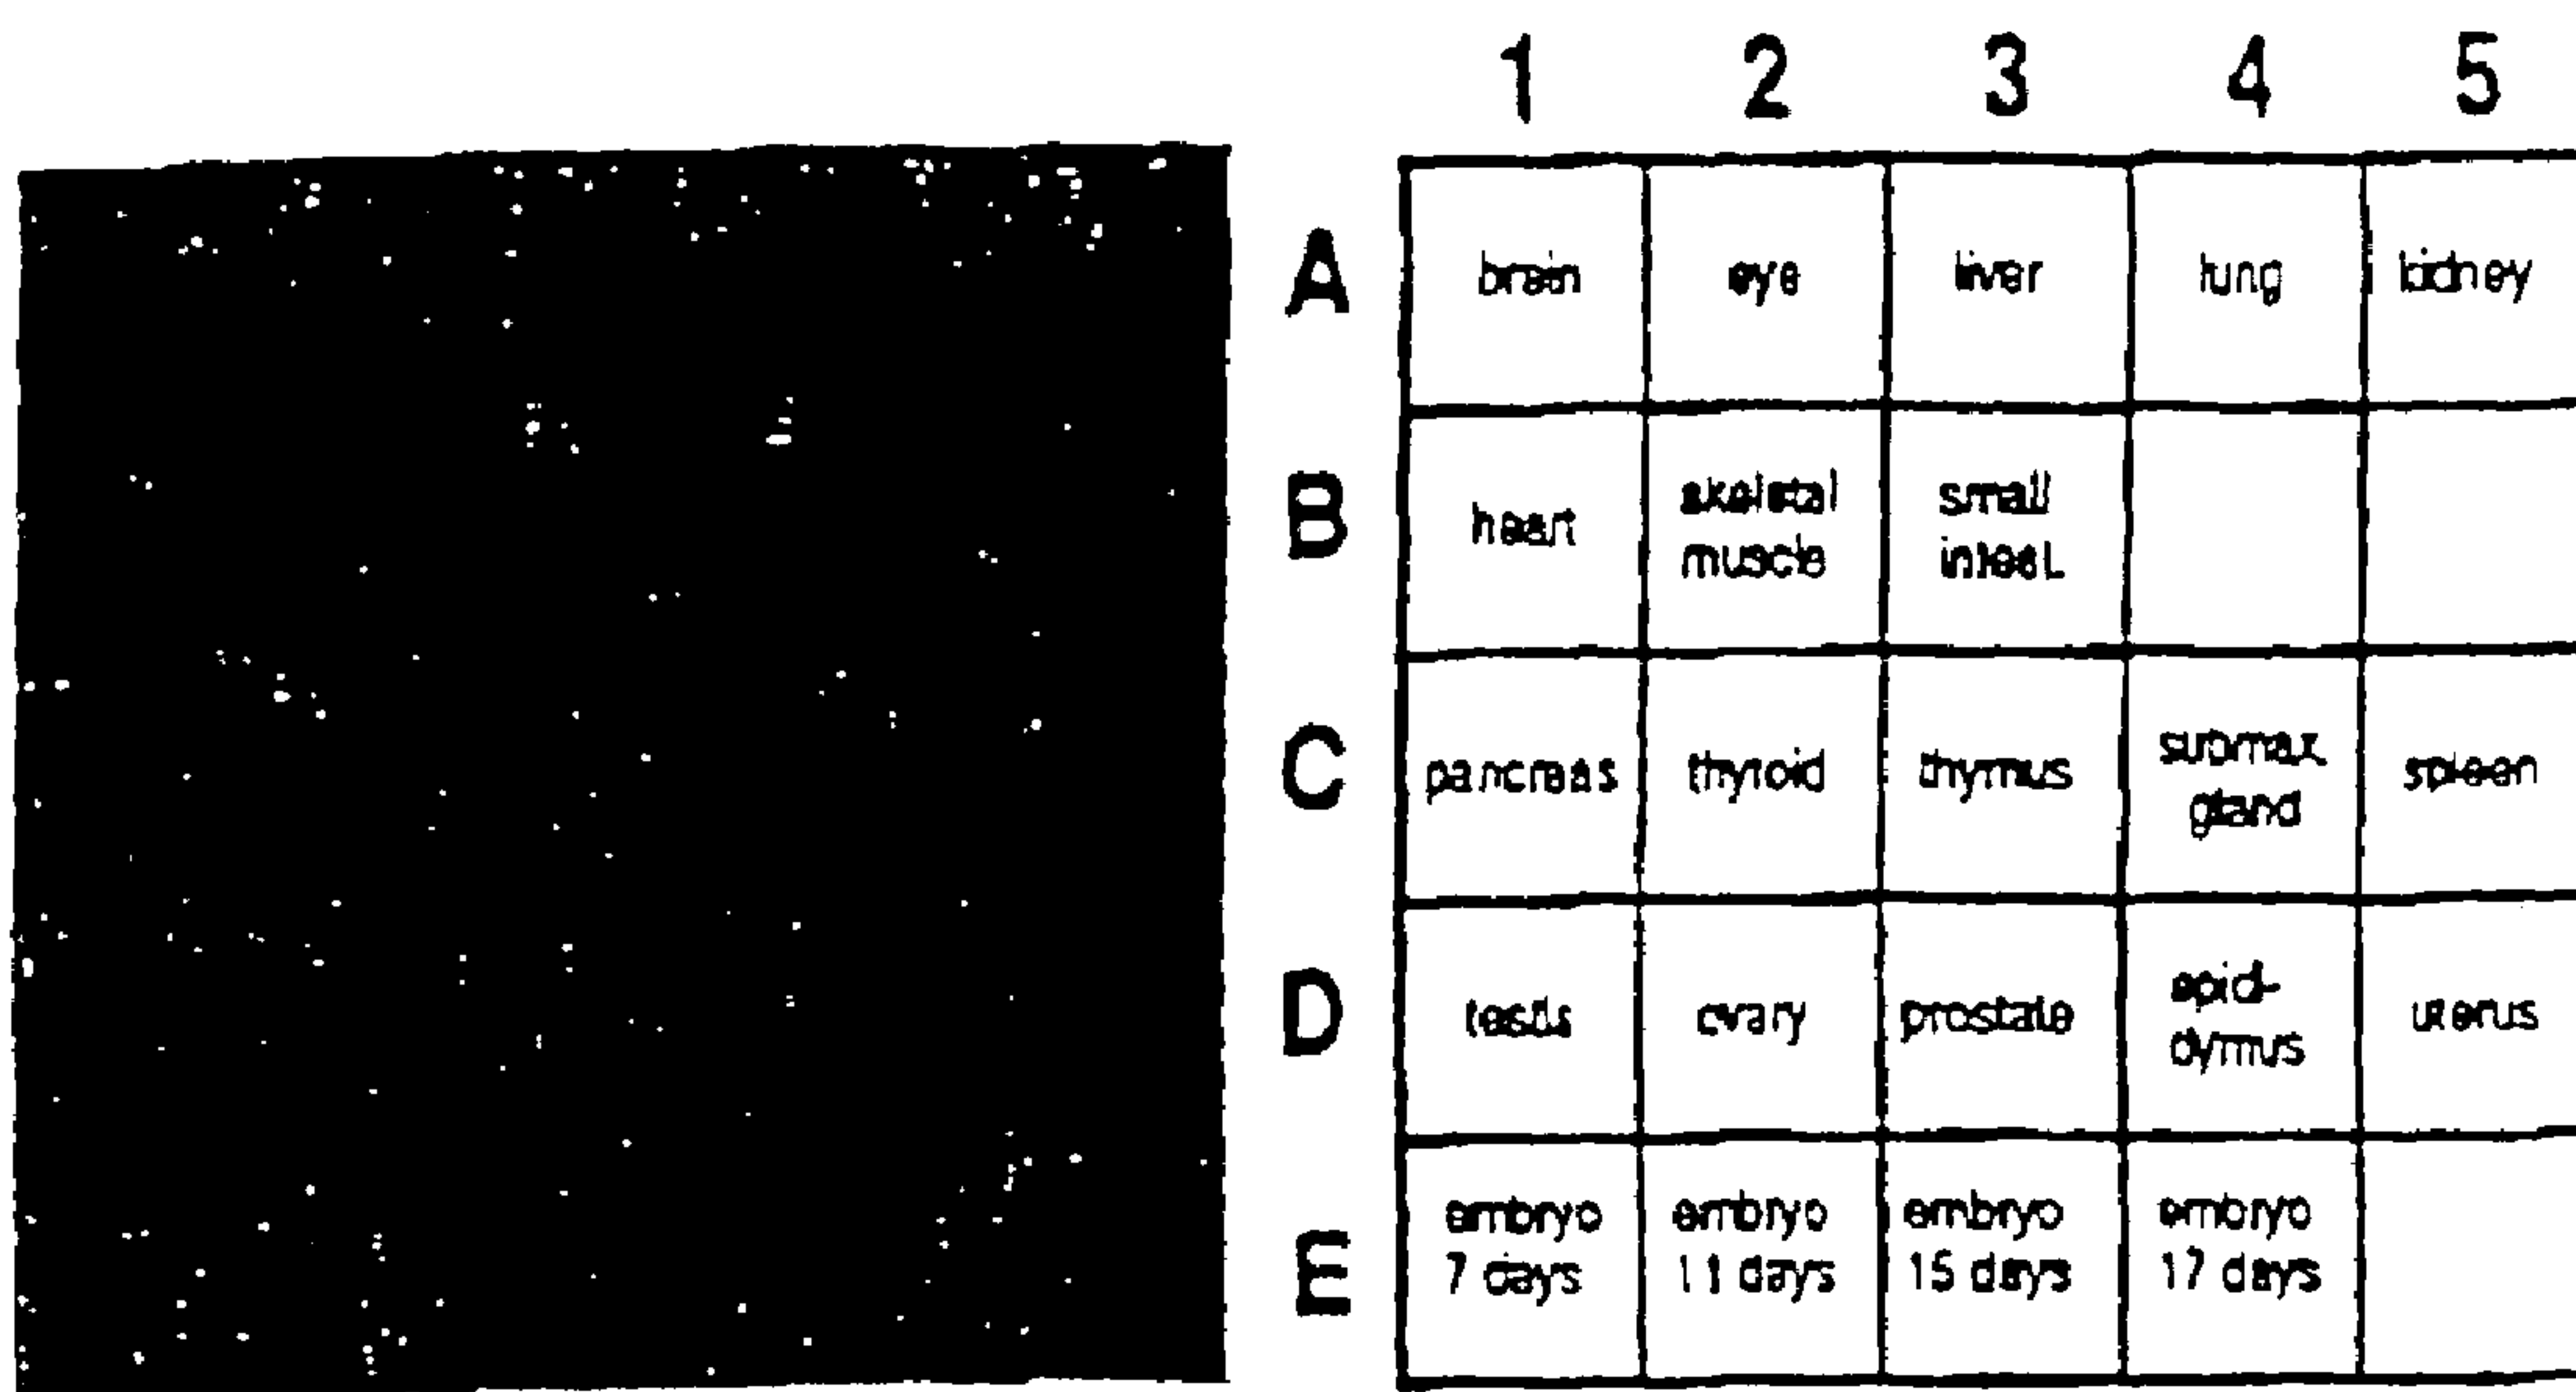 1 2 3 4 5
A brain eye liver lung kidney
B heart skeletal muscle small intest.
C pancreas thyroid thymus submax. gland spleen
D testis ovary prostate epid-dymus uterus
E embryo 7 days embryo 11 days embryo 15 days embryo 17 days